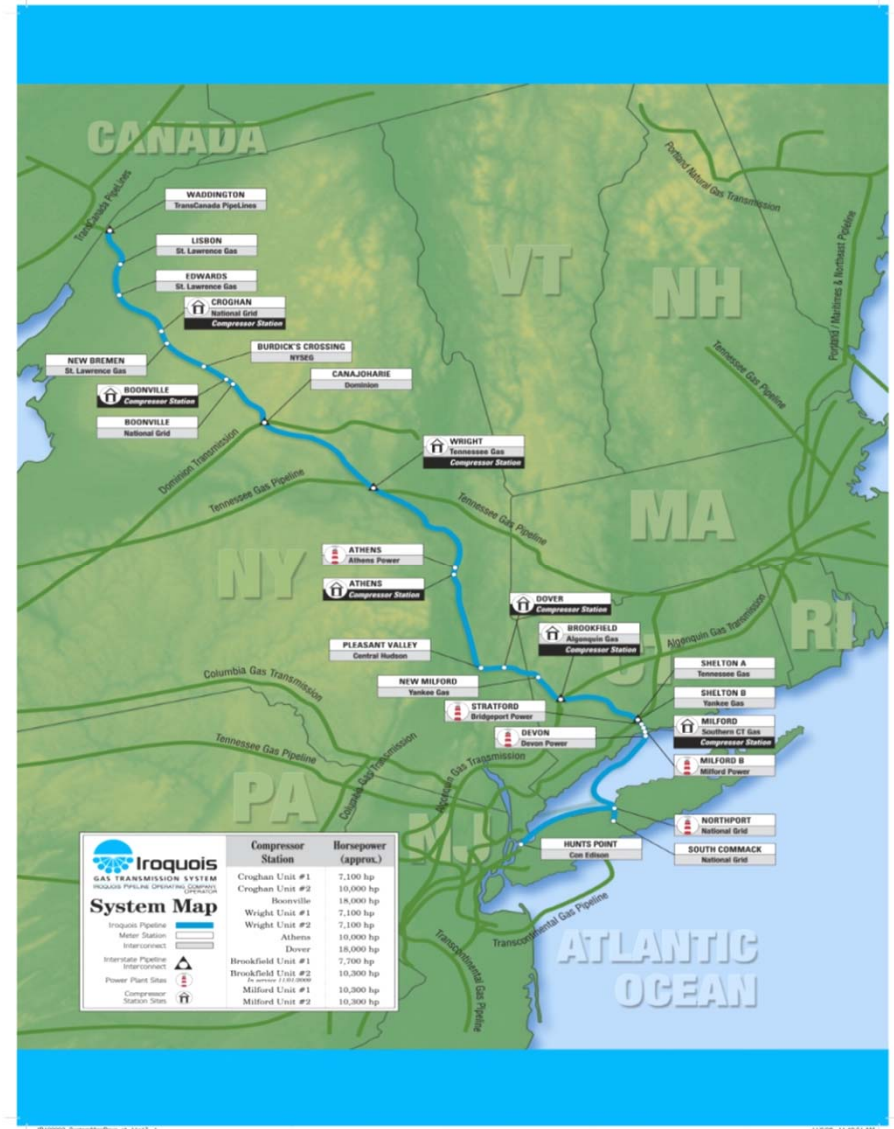 CANADA
TransCanada PipeLines
WADDINGTON
TransCanada PipeLines
LISBON
St. Lawrence Gas
EDWARDS
St. Lawrence Gas
CROGHAN
National Grid
Compressor Station
NEW BREMEN
St. Lawrence Gas
BURDICK'S CROSSING
NYSEG
BOONVILLE
Compressor Station
CANAJOHARIE
Dominion
BOONVILLE
National Grid
WRIGHT
Tennessee Gas
Compressor Station
VT
NH
Portland Natural Gas Transmission
Portland / Maritimes & Northeast Pipleline
Tennessee Gas Pipeline
Dominion Transmission
Tennessee Gas Pipeline
Tennessee Gas Pipeline
MA
NY
ATHENS
Athens Power
ATHENS
Compressor Station
DOVER
Compressor Station
BROOKFIELD
Algonquin Gas
Compressor Station
Algonquin Gas Transmission
RI
CT
PLEASANT VALLEY
Central Hudson
NEW MILFORD
Yankee Gas
SHELTON A
Tennessee Gas
SHELTON B
Yankee Gas
STRATFORD
Bridgeport Power
MILFORD
Southern CT Gas
Compressor Station
DEVON
Devon Power
MILFORD B
Milford Power
Columbia Gas Transmission
Tennessee Gas Pipeline
Columbia Gas Transmission
Algonquin Gas Transmission
PA
NJ
NORTHPORT
National Grid
HUNTS POINT
Con Edison
SOUTH COMMACK
National Grid
Transcontinental Gas Pipeline
Transcontinental Gas Pipeline
ATLANTIC
OCEAN
Iroquois
GAS TRANSMISSION SYSTEM
IROQUOIS PIPELINE OPERATING COMPANY,
OPERATOR
System Map
Iroquois Pipeline
Meter Station
Interconnect
Interstate Pipeline
Interconnect
Power Plant Sites
Compressor
Station Sites
Compressor Station Horsepower (approx.)
Croghan Unit #1 7,100 hp
Croghan Unit #2 10,000 hp
Boonville 18,000 hp
Wright Unit #1 7,100 hp
Wright Unit #2 7,100 hp
Athens 10,000 hp
Dover 18,000 hp
Brookfield Unit #1 7,700 hp
Brookfield Unit #2 10,300 hp
In service 11/01/2009
Milford Unit #1 10,300 hp
Milford Unit #2 10,300 hp